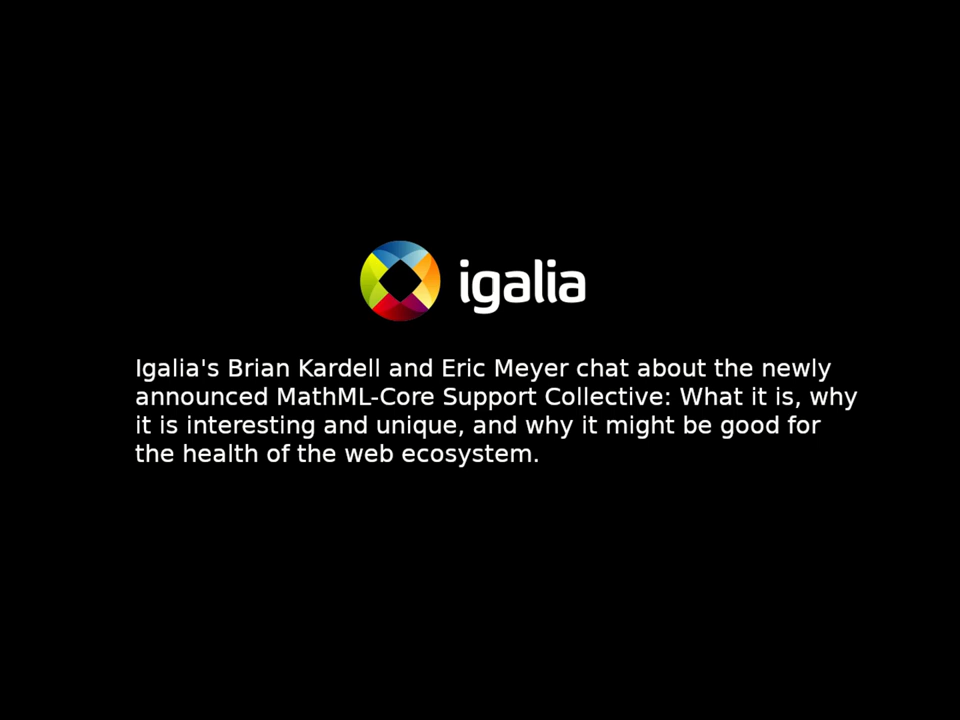 igalia
Igalia's Brian Kardell and Eric Meyer chat about the newly
announced MathML-Core Support Collective: What it is, why
it is interesting and unique, and why it might be good for
the health of the web ecosystem.